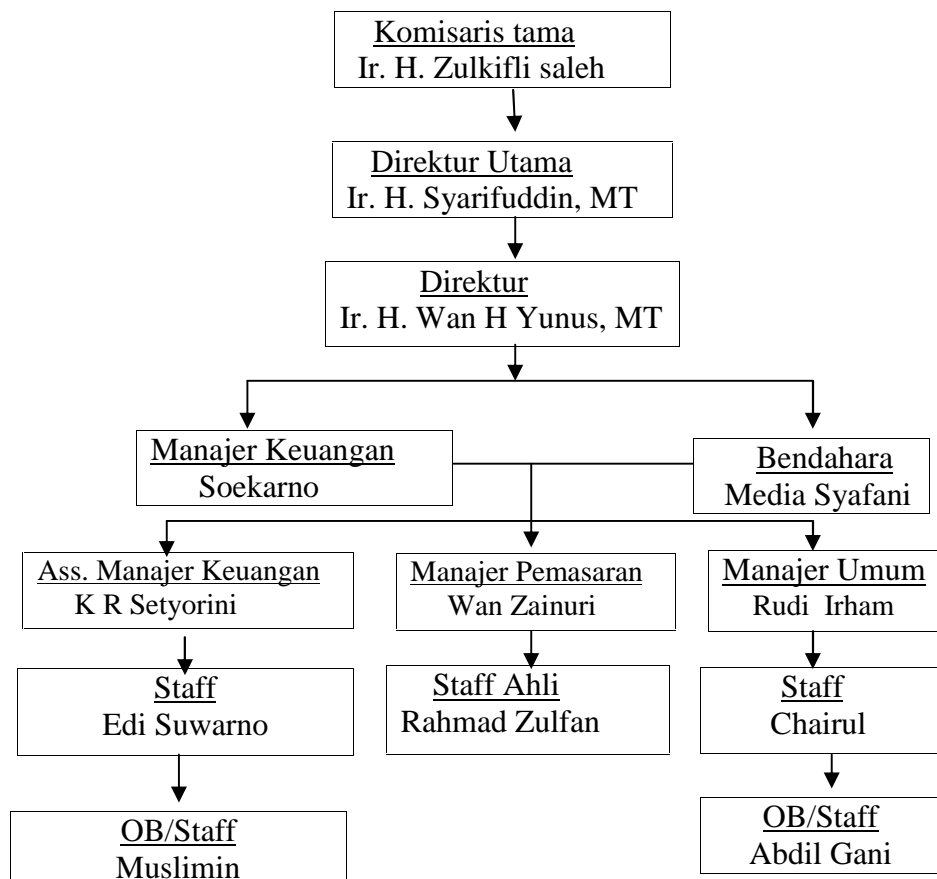 Komisaris tama
Ir. H. Zulkifli saleh
Direktur Utama
Ir. H. Syarifuddin, MT
Direktur
Ir. H. Wan H Yunus, MT
Manajer Keuangan
Soekarno
Bendahara
Media Syafani
Ass. Manajer Keuangan
K R Setyorini
Manajer Pemasaran
Wan Zainuri
Manajer Umum
Rudi Irham
Staff
Edi Suwarno
Staff Ahli
Rahmad Zulfan
Staff
Chairul
OB/Staff
Muslimin
OB/Staff
Abdil Gani